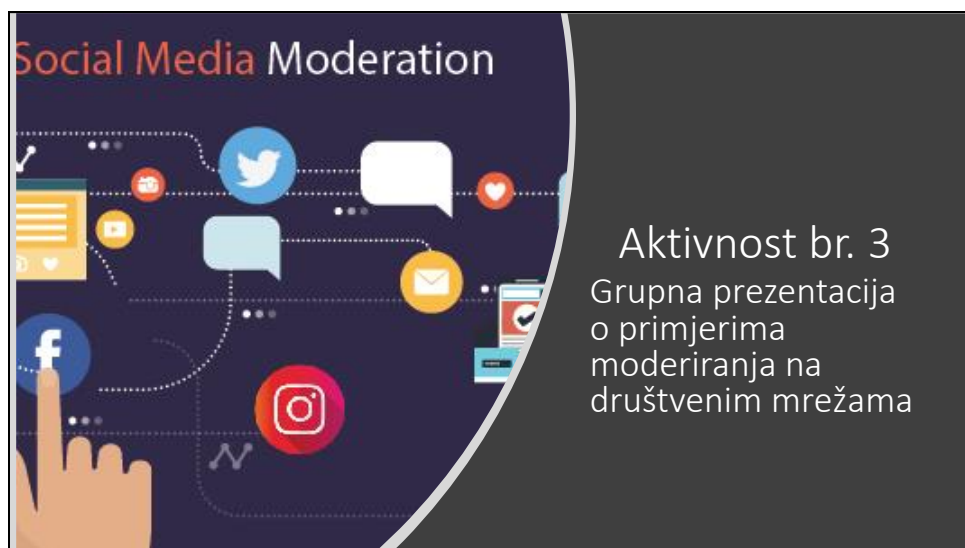 Social Media Moderation
Aktivnost br. 3
Grupna prezentacija
o primjerima
moderiranja na
društvenim mrežama